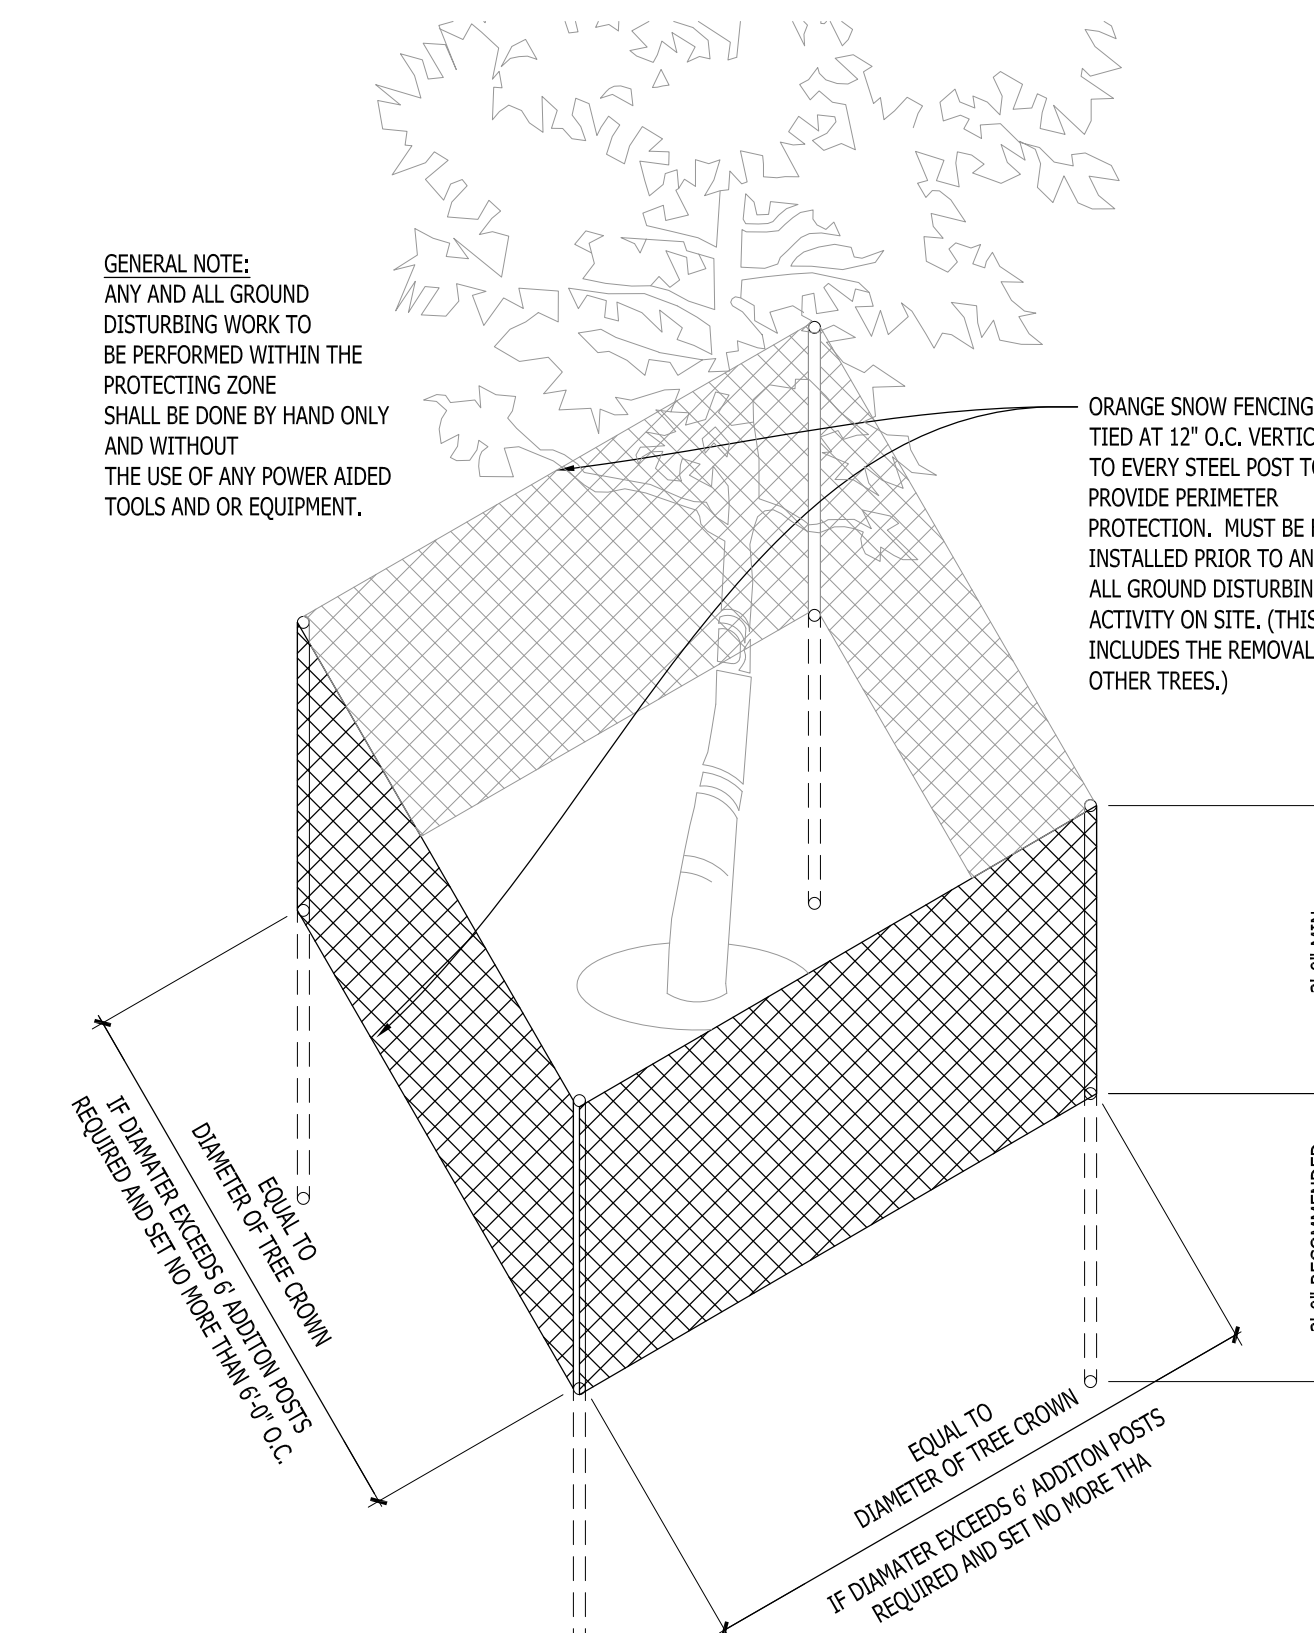 GENERAL NOTE:
ANY AND ALL GROUND
DISTURBING WORK TO
BE PERFORMED WITHIN THE
PROTECTING ZONE
SHALL BE DONE BY HAND ONLY
AND WITHOUT
THE USE OF ANY POWER AIDED
TOOLS AND OR EQUIPMENT.
ORANGE SNOW FENCING
TIED AT 12" O.C. VERTIC
TO EVERY STEEL POST TO
PROVIDE PERIMETER
PROTECTION. MUST BE
INSTALLED PRIOR TO AN
ALL GROUND DISTURBIN
ACTIVITY ON SITE. (THIS
INCLUDES THE REMOVAL
OTHER TREES.)
EQUAL TO
DIAMETER OF TREE CROWN
IF DIAMATER EXCEEDS 6' ADDITON POSTS
REQUIRED AND SET NO MORE THAN 6'-0" O.C.
EQUAL TO
DIAMETER OF TREE CROWN
IF DIAMATER EXCEEDS 6' ADDITON POSTS
REQUIRED AND SET NO MORE THA